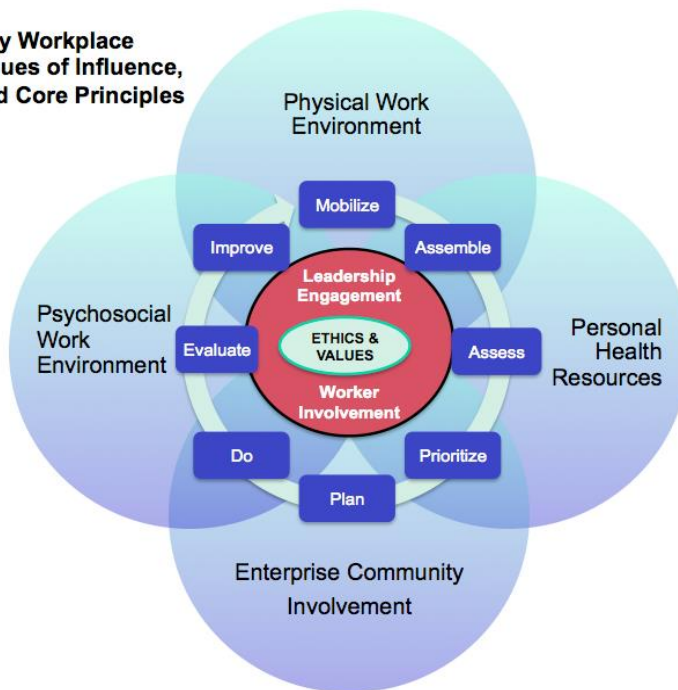 y Workplace
ues of Influence,
d Core Principles
Physical Work
Environment
Mobilize
Improve
Assemble
Leadership
Engagement
Psychosocial
Work
Environment
Evaluate
ETHICS &
VALUES
Assess
Personal
Health
Resources
Worker
Involvement
Do
Prioritize
Plan
Enterprise Community
Involvement